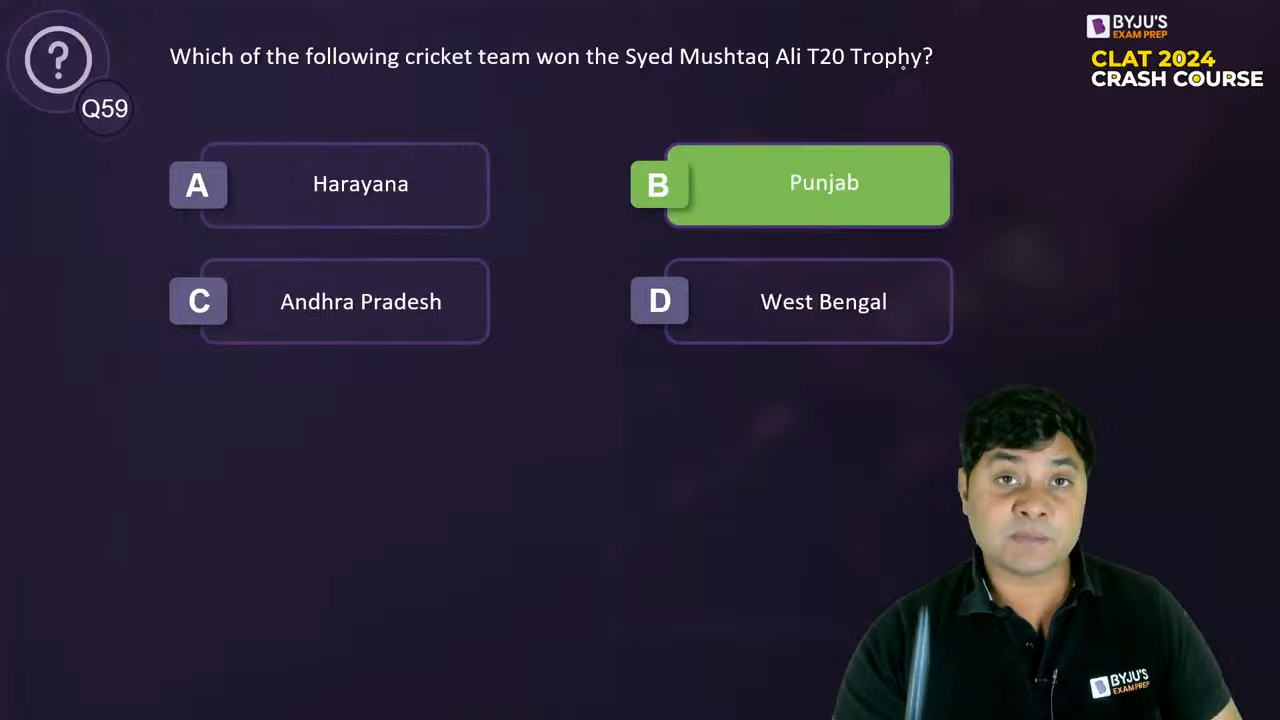 Which of the following cricket team won the Syed Mushtaq Ali T20 Trophy?
BYJU'S
EXAM PREP
CLAT 2024
CRASH COURSE
?
Q59
A
Harayana
B
Punjab
C
Andhra Pradesh
D
West Bengal
BYJU'S
EXAM PREP